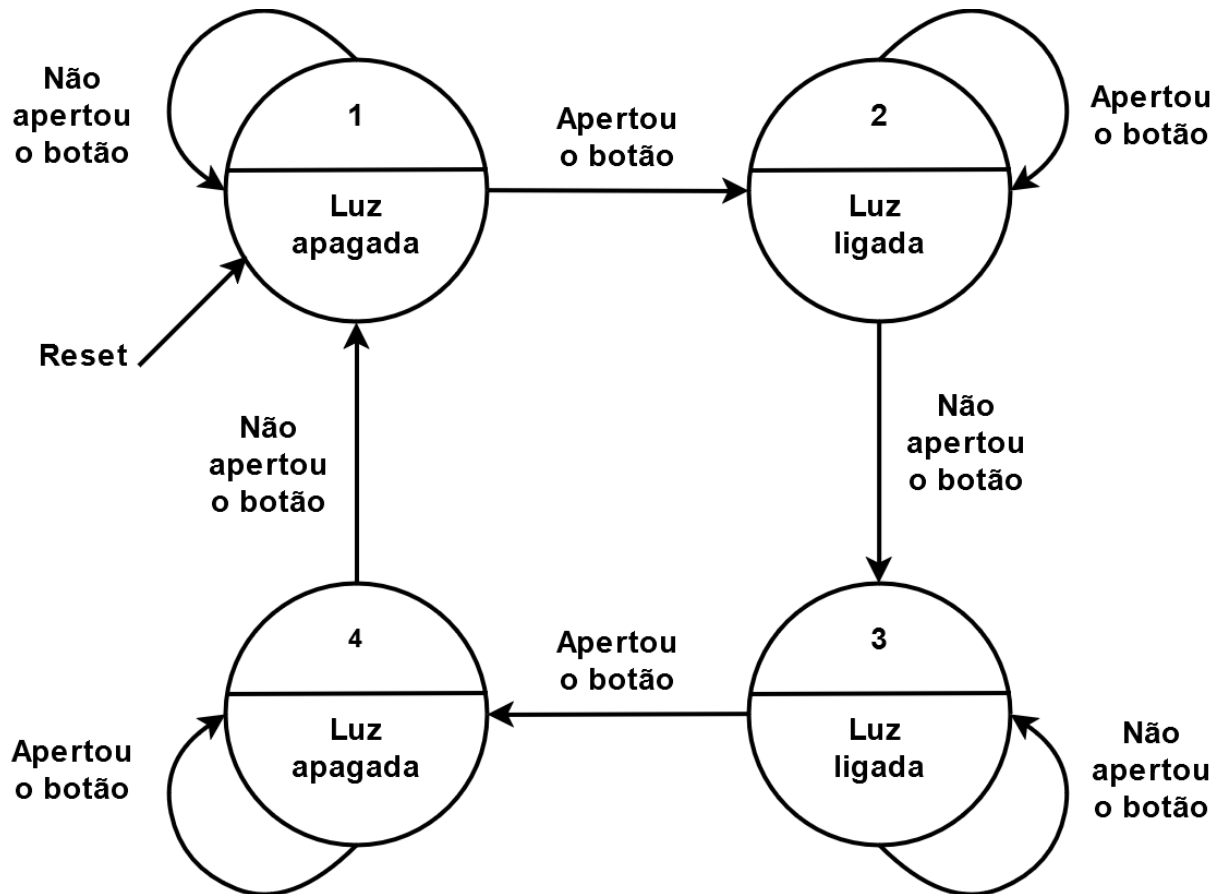 Não
apertou
o botão
1
Luz
apagada
Apertou
o botão
2
Luz
ligada
Apertou
o botão
Reset
Não
apertou
o botão
Não
apertou
o botão
4
Luz
apagada
Apertou
o botão
3
Luz
ligada
Apertou
o botão
Não
apertou
o botão